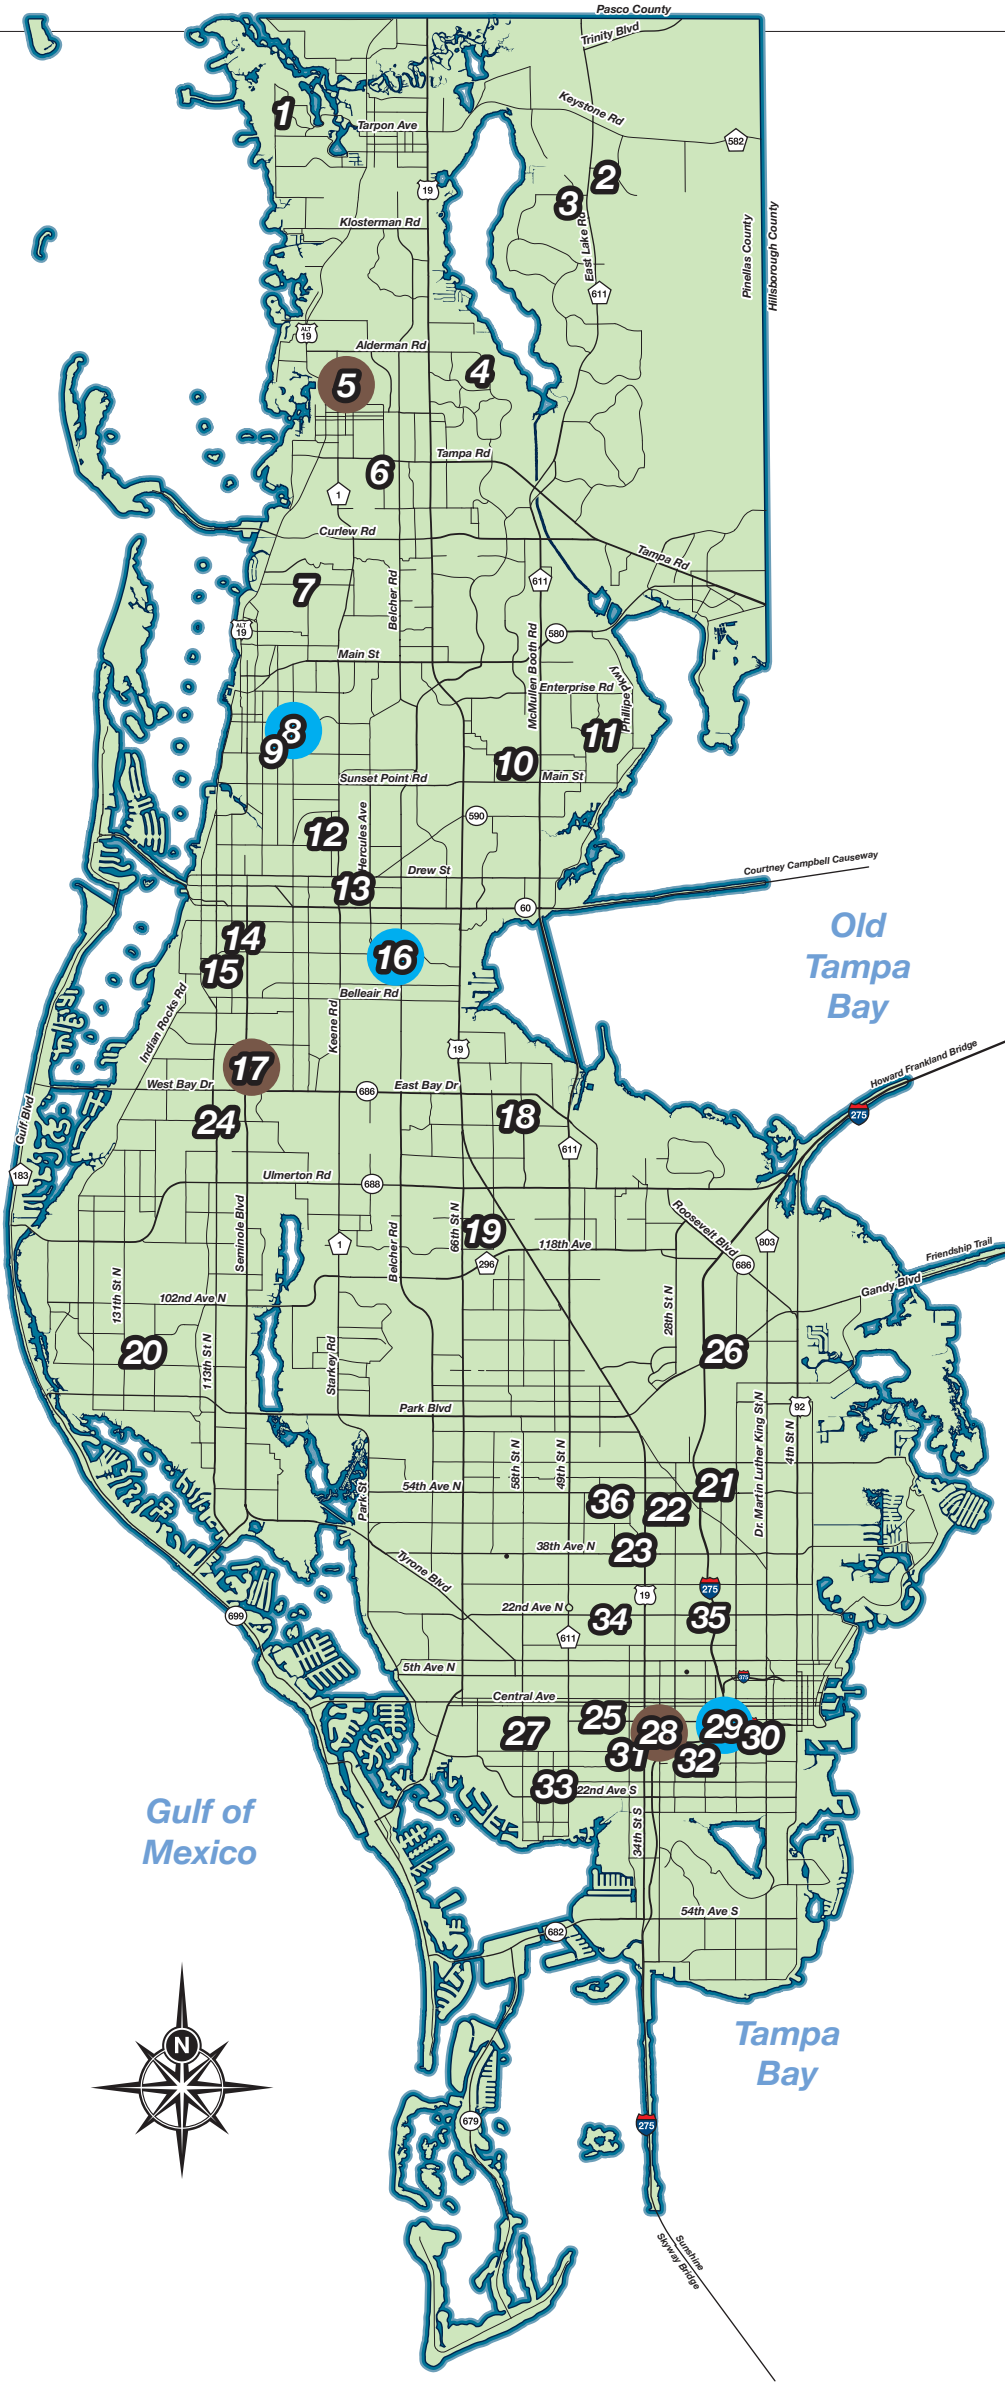 Pasco County
Trinity Blvd
Keystone Rd
1
Tarpon Ave
582
2
19
3
Klosterman Rd
East Lake Rd
Pinellas County
Hillsborough County
611
ALT
19
Alderman Rd
4
5
Tampa Rd
6
1
Curlew Rd
Tampa Rd
7
Belcher Rd
611
ALT
19
580
Main St
McMullen Booth Rd
Enterprise Rd
Phillipe Pkwy
8
9
11
10
Sunset Point Rd
Main St
590
Hercules Ave
12
Drew St
Courtney Campbell Causeway
13
60
Old
Tampa
Bay
14
15
16
Belleair Rd
Indian Rocks Rd
Keene Rd
19
17
Howard Frankland Bridge
West Bay Dr
686
East Bay Dr
275
Gulf Blvd
24
18
611
183
Ulmerton Rd
688
Seminole Blvd
66th St N
19
Roosevelt Blvd
1
Belcher Rd
118th Ave
803
296
686
Friendship Trail
Gandy Blvd
131th St N
102nd Ave N
28th St N
20
113th St N
Starkey Rd
26
Park Blvd
Dr. Martin Luther King St N
92
4th St N
58th St N
49th St N
54th Ave N
Park St
21
36
22
38th Ave N
23
Tyrone Blvd
275
19
22nd Ave N
34
35
699
611
5th Ave N
275
Central Ave
25
27
28
29
30
31
32
33
22nd Ave S
Gulf of
Mexico
34th St S
54th Ave S
682
N
Tampa
Bay
679
275
Sunshine
Skyway Bridge